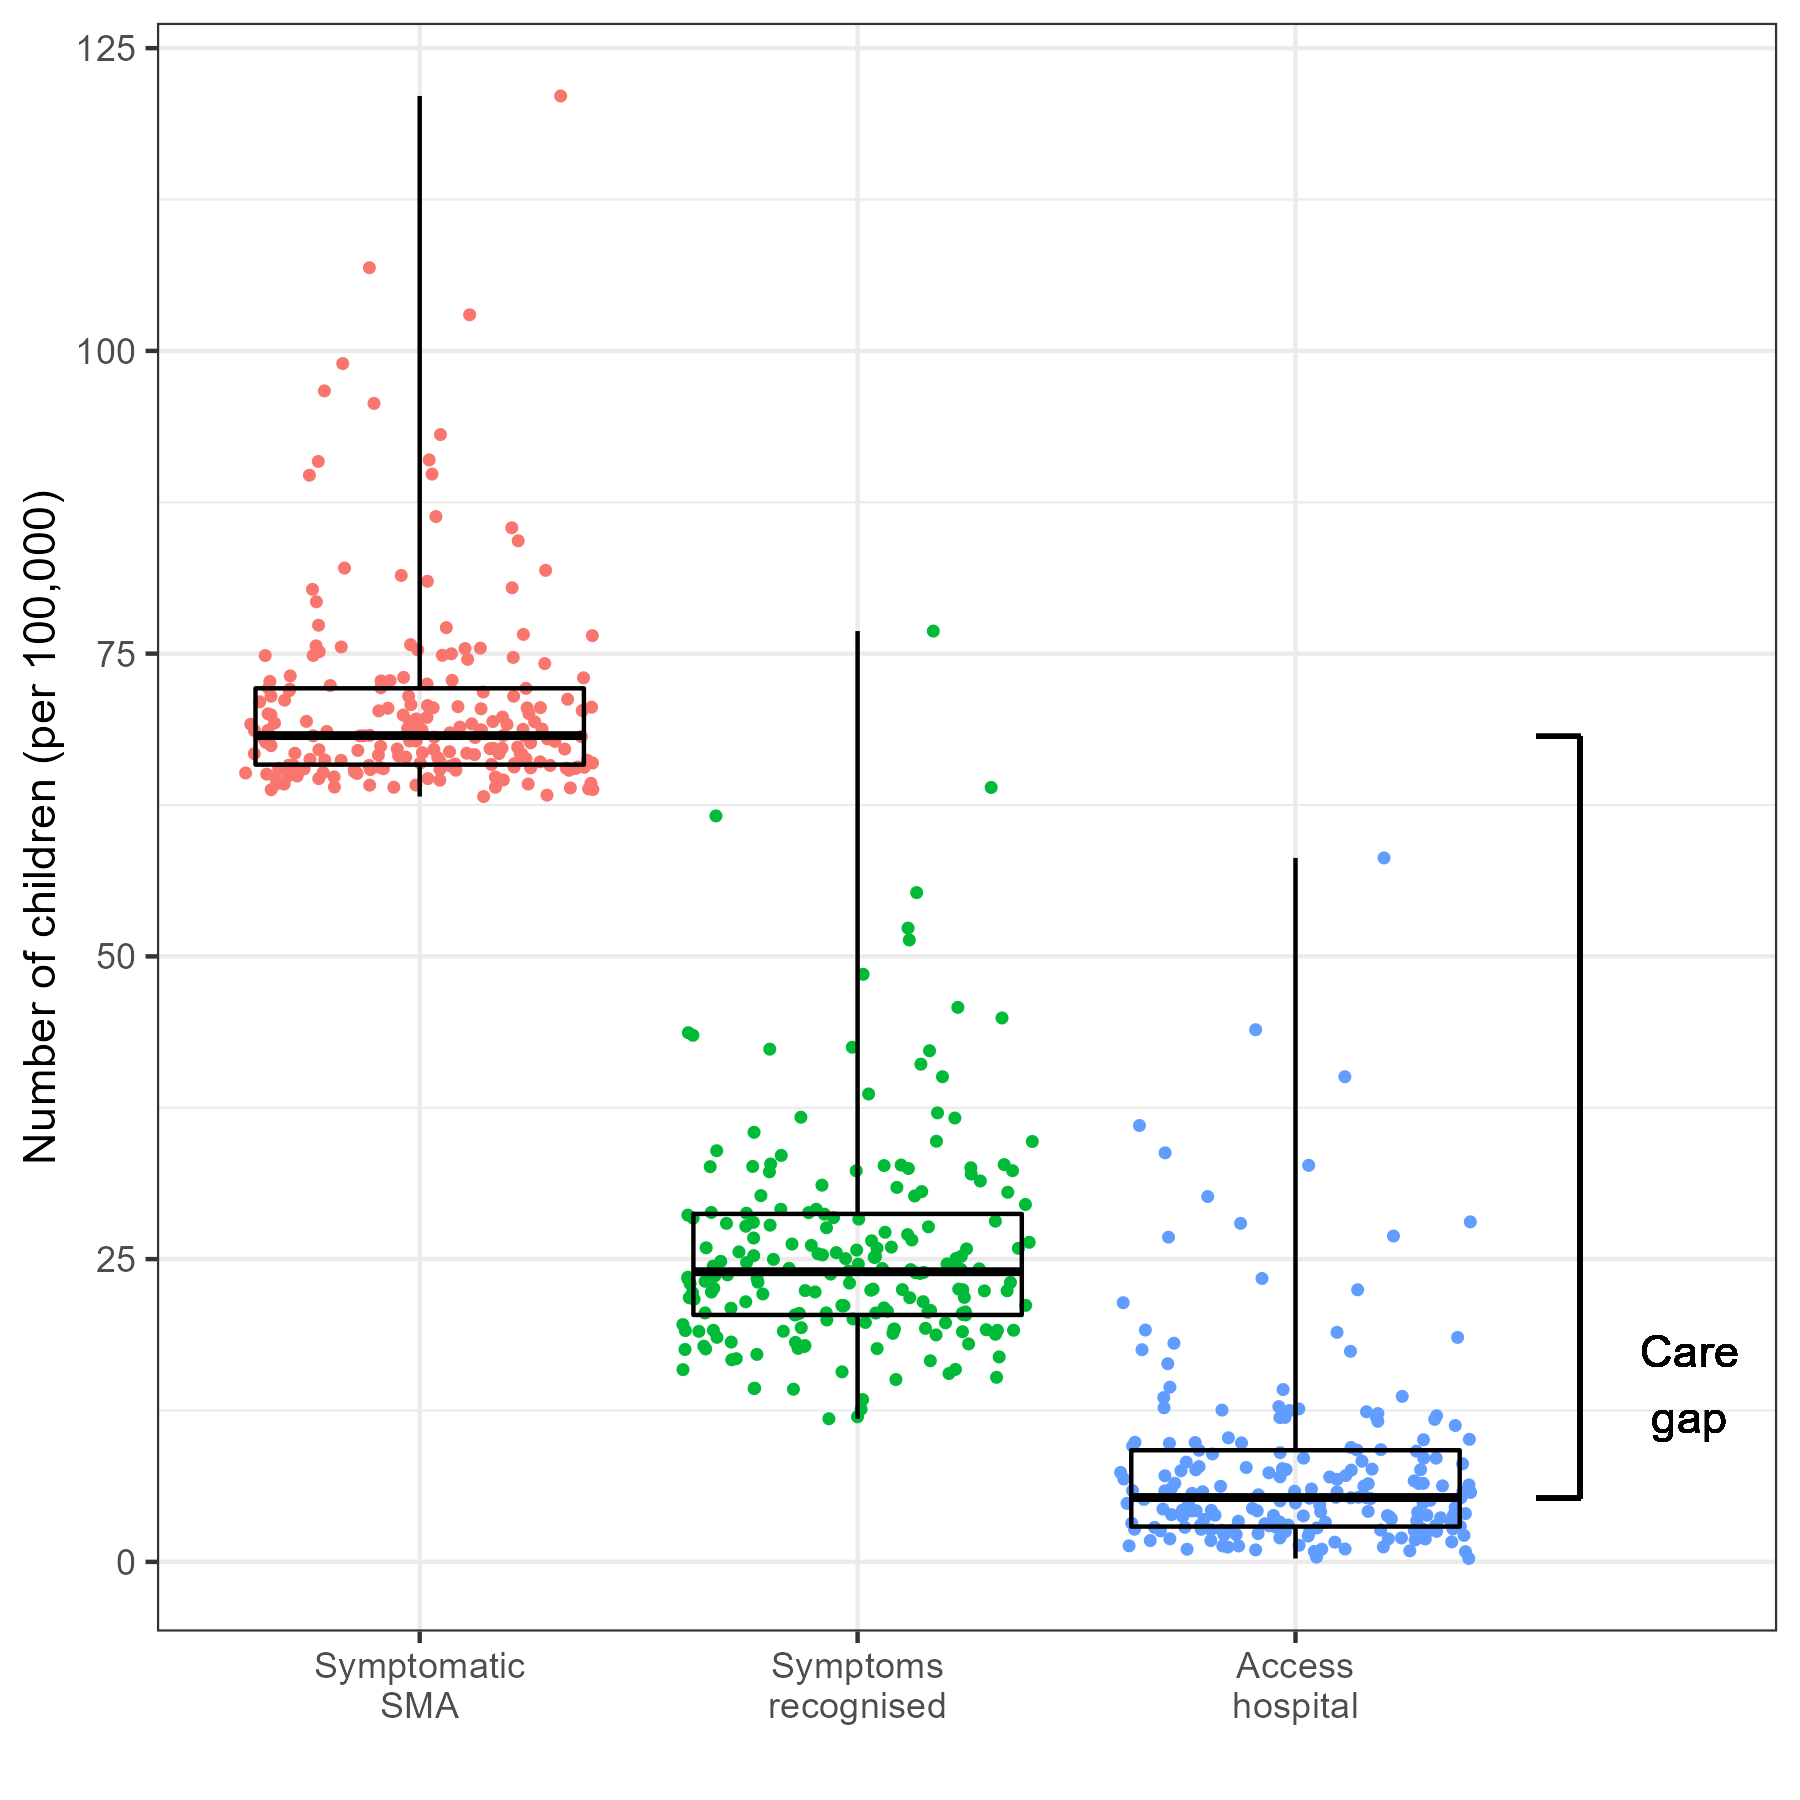 Number of children (per 100,000)
125
100
75
50
25
0
Care
gap
Symptomatic
SMA
Symptoms
recognised
Access
hospital